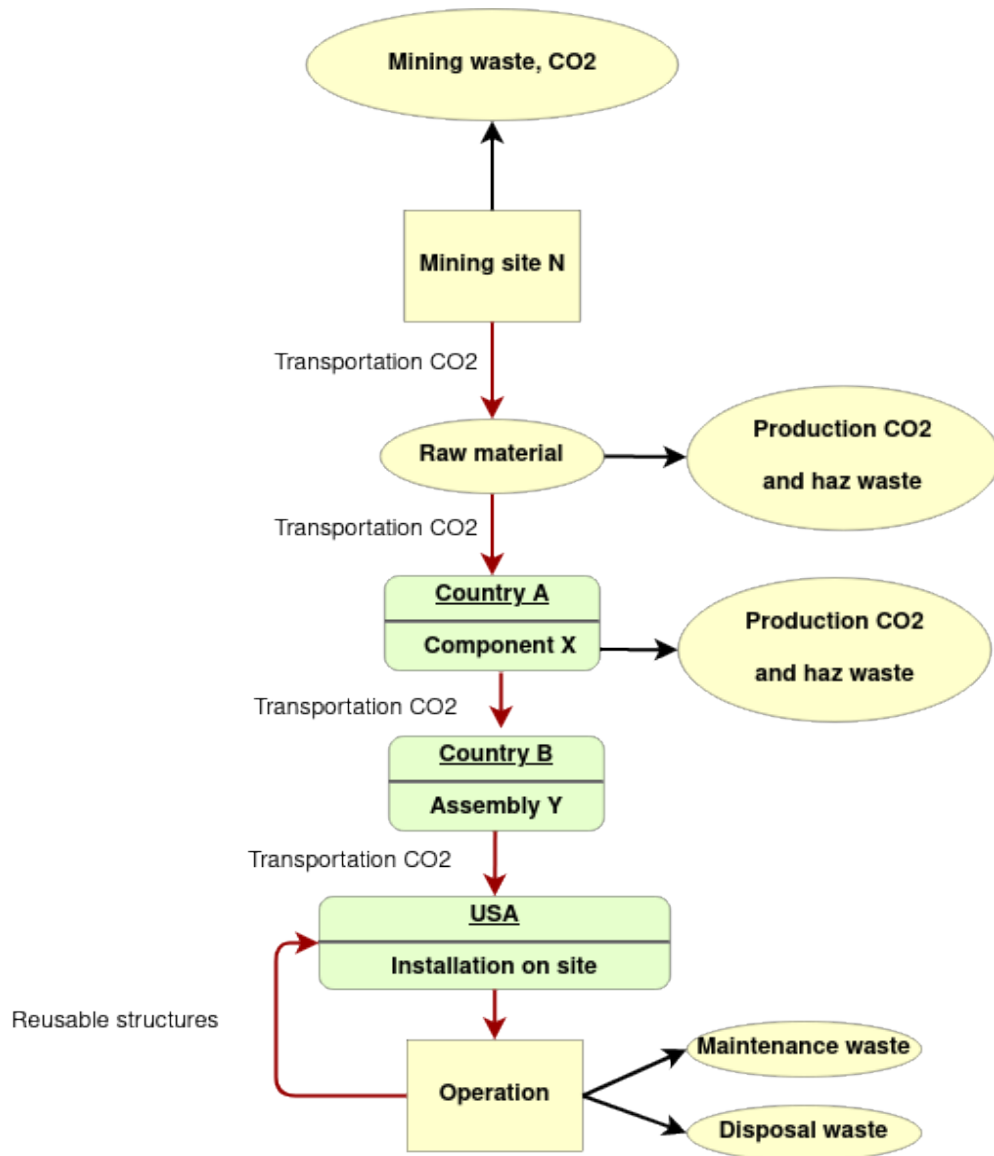 Mining waste, CO2
Mining site N
Transportation CO2
Raw material
Production CO2
and haz waste
Transportation CO2
Country A
Component X
Production CO2
and haz waste
Transportation CO2
Country B
Assembly Y
Transportation CO2
USA
Installation on site
Reusable structures
Operation
Maintenance waste
Disposal waste